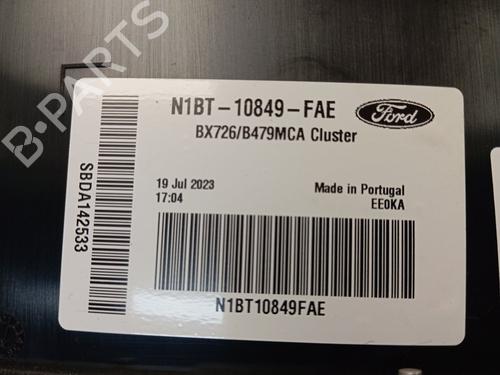 B-PARTS
N1BT-10849-FAE
Ford
BX726/B479MCA Cluster
19 Jul 2023
17:04
Made in Portugal
EE0KA
SBDA142533
N1BT10849FAE